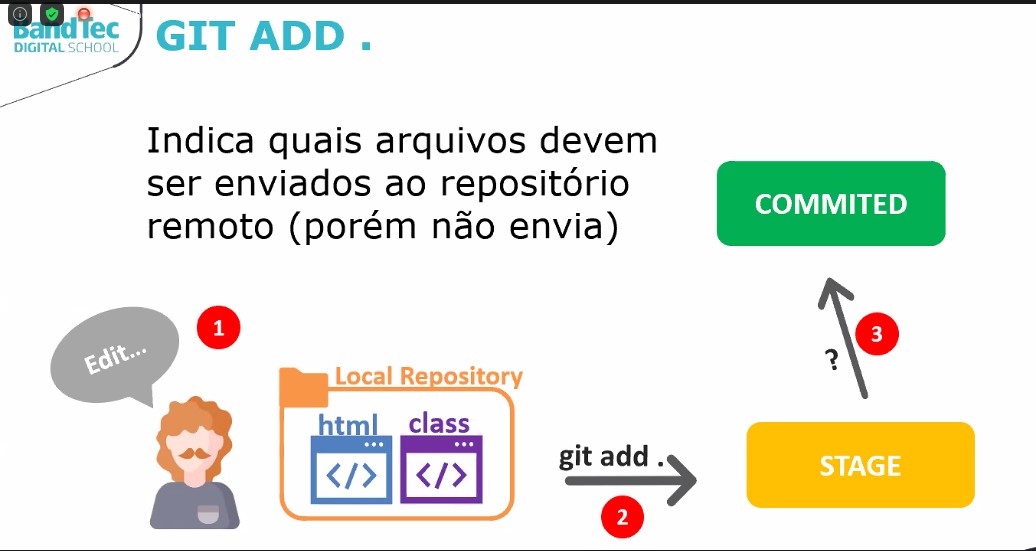 BandTec
DIGITAL SCHOOL
GIT ADD .
Indica quais arquivos devem
ser enviados ao repositório
remoto (porém não envia)
COMMITED
1
Edit...
3
?
Local Repository
html
class
</>
</>
git add .
STAGE
2